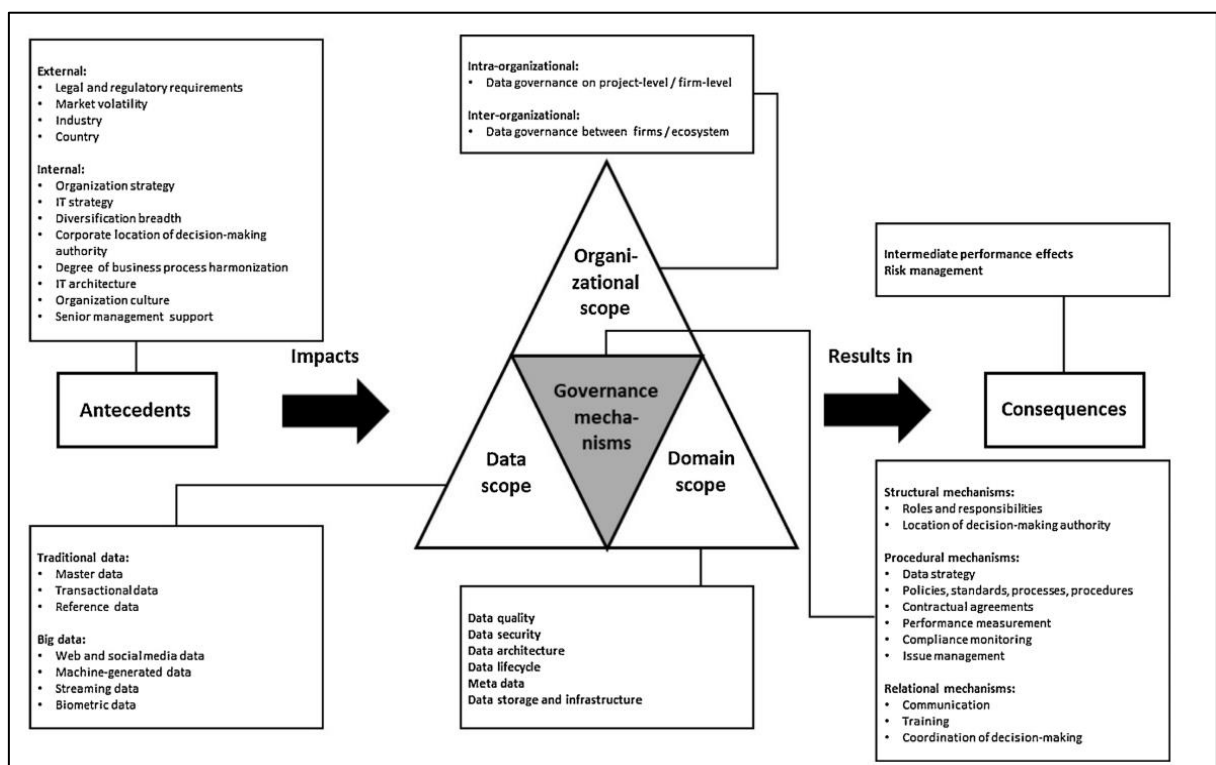 External:
• Legal and regulatory requirements
• Market volatility
• Industry
• Country
Internal:
• Organization strategy
• IT strategy
• Diversification breadth
• Corporate location of decision-making
authority
• Degree of business process harmonization
• IT architecture
• Organization culture
• Senior management support
Antecedents
Impacts
Intra-organizational:
• Data governance on project-level / firm-level
Inter-organizational:
• Data governance between firms / ecosystem
Organi-
zational
scope
Governance
mecha-
nisms
Data
scope
Domain
scope
Results in
Intermediate performance effects
Risk management
Consequences
Traditional data:
• Master data
• Transactional data
• Reference data
Big data:
• Web and social media data
• Machine-generated data
• Streaming data
• Biometric data
Data quality
Data security
Data architecture
Data lifecycle
Meta data
Data storage and infrastructure
Structural mechanisms:
• Roles and responsibilities
• Location of decision-making authority
Procedural mechanisms:
• Data strategy
• Policies, standards, processes, procedures
• Contractual agreements
• Performance measurement
• Compliance monitoring
• Issue management
Relational mechanisms:
• Communication
• Training
• Coordination of decision-making